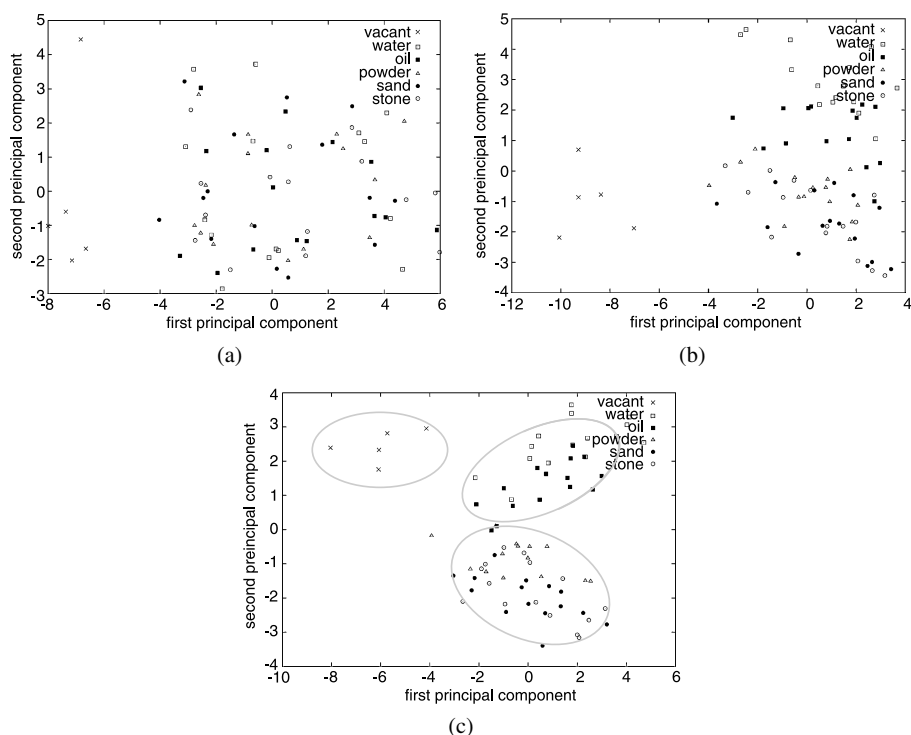 5
4
3
2
1
0
-1
-2
-3
-8 -6 -4 -2 0 2 4 6
second preincipal component
first principal component
vacant
water
oil
powder
sand
stone
(a)
5
4
3
2
1
0
-1
-2
-3
-4
-12 -10 -8 -6 -4 -2 0 2 4
second preincipal component
first principal component
vacant
water
oil
powder
sand
stone
(b)
4
3
2
1
0
-1
-2
-3
-4
-10 -8 -6 -4 -2 0 2 4 6
second preincipal component
first principal component
vacant
water
oil
powder
sand
stone
(c)